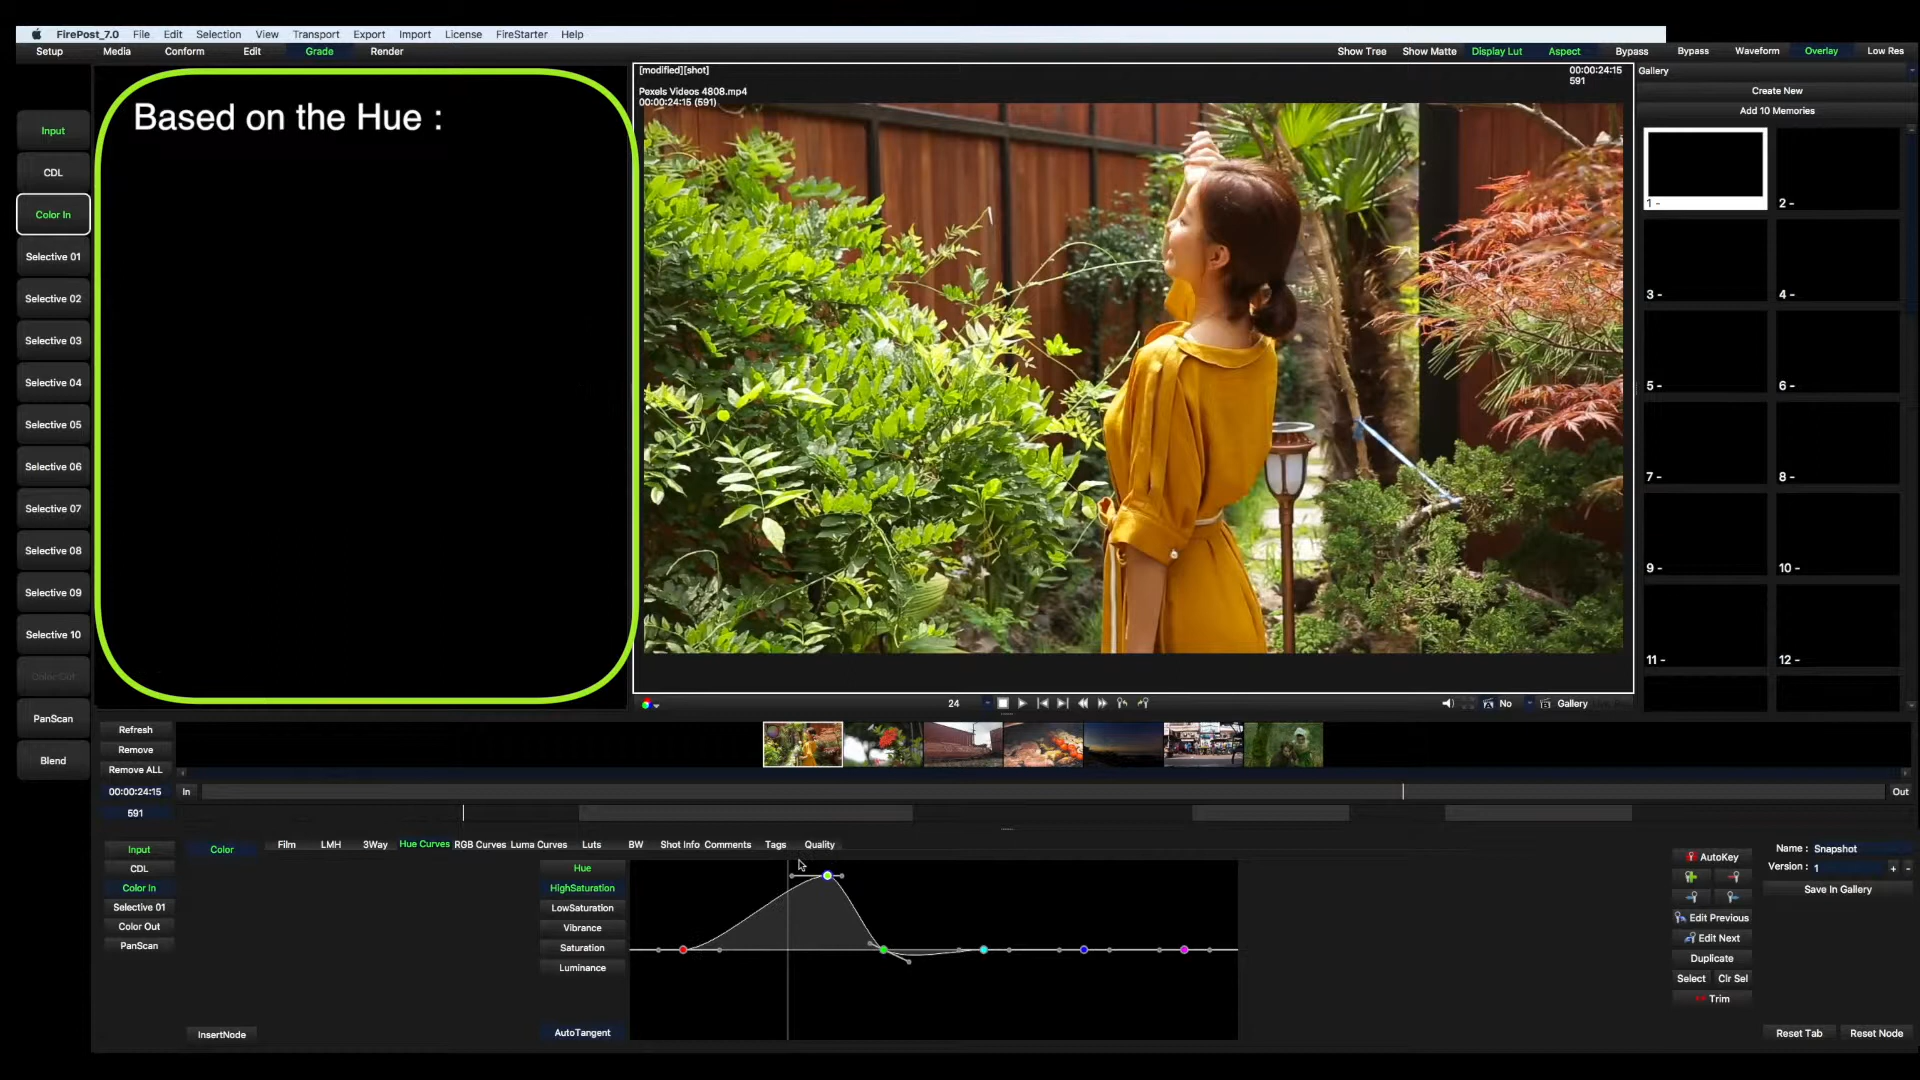 FirePost_7.0 File Edit Selection View Transport Export Import License FireStarter Help
Setup Media Conform Edit Grade Render Show Tree Show Matte Display Lut Aspect Bypass Bypass Waveform Overlay Low Res
[modified][shot] 00:00:24:15
591
Pexels Videos 4808.mp4
00:00:24:15 (591)
Gallery
Create New
Add 10 Memories
1 - 2 -
3 - 4 -
5 - 6 -
7 - 8 -
9 - 10 -
11 - 12 -
Based on the Hue :
Input
CDL
Color In
Selective 01
Selective 02
Selective 03
Selective 04
Selective 05
Selective 06
Selective 07
Selective 08
Selective 09
Selective 10
Color Out
PanScan
Blend
24 No Gallery
Refresh
Remove
Remove ALL
00:00:24:15 In Out
591
Input
CDL
Color In
Selective 01
Color Out
PanScan
Color Film LMH 3Way Hue Curves RGB Curves Luma Curves Luts BW Shot Info Comments Tags Quality
InsertNode
Hue
HighSaturation
LowSaturation
Vibrance
Saturation
Luminance
AutoTangent
AutoKey
Edit Previous
Edit Next
Duplicate
Select Clr Sel
Trim
Name : Snapshot
Version : 1 + -
Save In Gallery
Reset Tab Reset Node